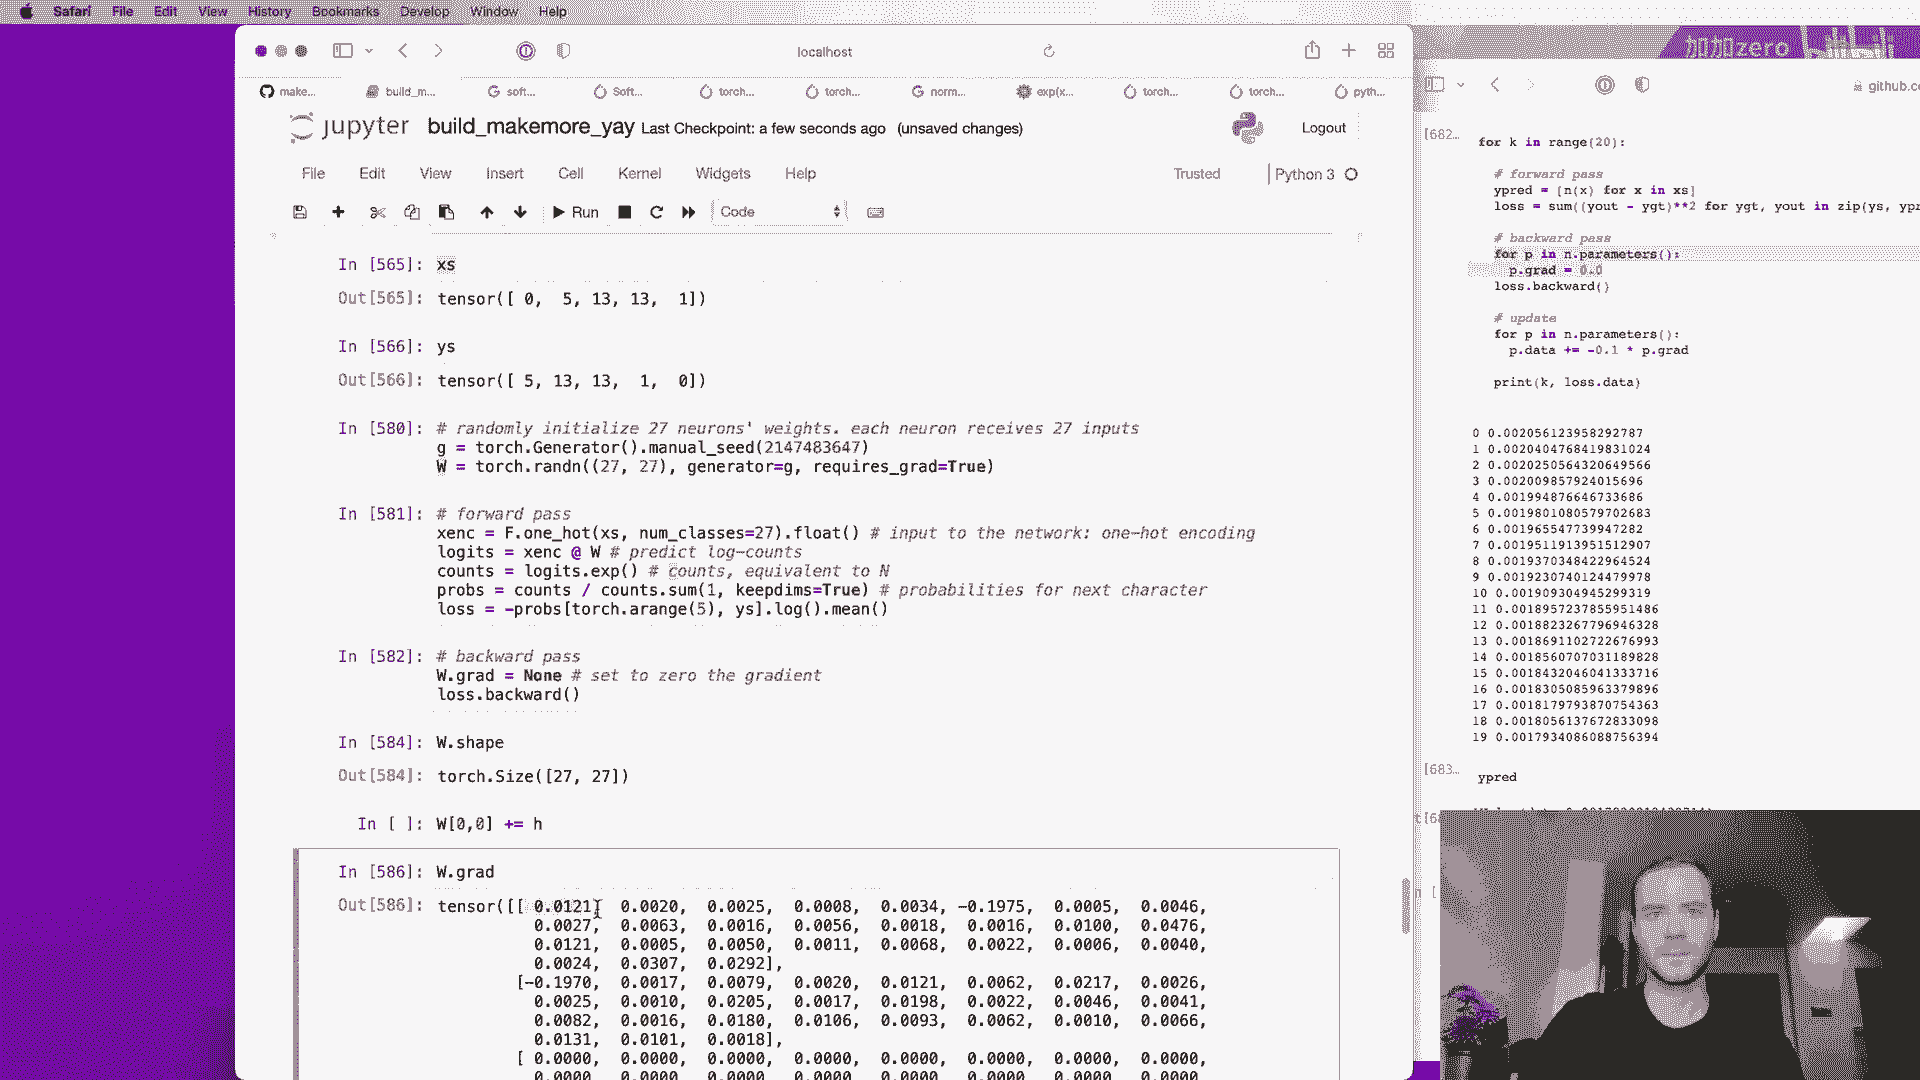 Safari File Edit View History Bookmarks Develop Window Help
localhost
make... build_m... soft... Soft... torch... torch... norm... exp(x... torch... torch... pyth...
jupyter build_makemore_yay Last Checkpoint: a few seconds ago (unsaved changes) Logout
File Edit View Insert Cell Kernel Widgets Help Trusted Python 3
Run Code
In [565]: xs
Out[565]: tensor([ 0, 5, 13, 13, 1])
In [566]: ys
Out[566]: tensor([ 5, 13, 13, 1, 0])
In [580]: # randomly initialize 27 neurons' weights. each neuron receives 27 inputs
g = torch.Generator().manual_seed(2147483647)
W = torch.randn((27, 27), generator=g, requires_grad=True)
In [581]: # forward pass
xenc = F.one_hot(xs, num_classes=27).float() # input to the network: one-hot encoding
logits = xenc @ W # predict log-counts
counts = logits.exp() # counts, equivalent to N
probs = counts / counts.sum(1, keepdims=True) # probabilities for next character
loss = -probs[torch.arange(5), ys].log().mean()
In [582]: # backward pass
W.grad = None # set to zero the gradient
loss.backward()
In [584]: W.shape
Out[584]: torch.Size([27, 27])
In [ ]: W[0,0] += h
In [586]: W.grad
Out[586]: tensor([[ 0.0121, 0.0020, 0.0025, 0.0008, 0.0034, -0.1975, 0.0005, 0.0046,
0.0027, 0.0063, 0.0016, 0.0056, 0.0018, 0.0016, 0.0100, 0.0476,
0.0121, 0.0005, 0.0050, 0.0011, 0.0068, 0.0022, 0.0006, 0.0040,
0.0024, 0.0307, 0.0292],
[-0.1970, 0.0017, 0.0079, 0.0020, 0.0121, 0.0062, 0.0217, 0.0026,
0.0025, 0.0010, 0.0205, 0.0017, 0.0198, 0.0022, 0.0046, 0.0041,
0.0082, 0.0016, 0.0180, 0.0106, 0.0093, 0.0062, 0.0010, 0.0066,
0.0131, 0.0101, 0.0018],
[ 0.0000, 0.0000, 0.0000, 0.0000, 0.0000, 0.0000, 0.0000, 0.0000,
加加zero bilibili
github.co
[682...
for k in range(20):
# forward pass
ypred = [n(x) for x in xs]
loss = sum((yout - ygt)**2 for ygt, yout in zip(ys, ypr
# backward pass
for p in n.parameters():
p.grad = 0.0
loss.backward()
# update
for p in n.parameters():
p.data += -0.1 * p.grad
print(k, loss.data)
0 0.002056123958292787
1 0.0020404768419831024
2 0.0020250564320649566
3 0.002009857924015696
4 0.001994876646733686
5 0.0019801080579702683
6 0.001965547739947282
7 0.0019511913951512907
8 0.0019370348422964524
9 0.0019230740124479978
10 0.001909304945299319
11 0.0018957237855951486
12 0.0018823267796946328
13 0.0018691102722676993
14 0.0018560707031189828
15 0.0018432046041333716
16 0.0018305085963379896
17 0.0018179793870754363
18 0.0018056137672833098
19 0.0017934086088756394
[683...
ypred